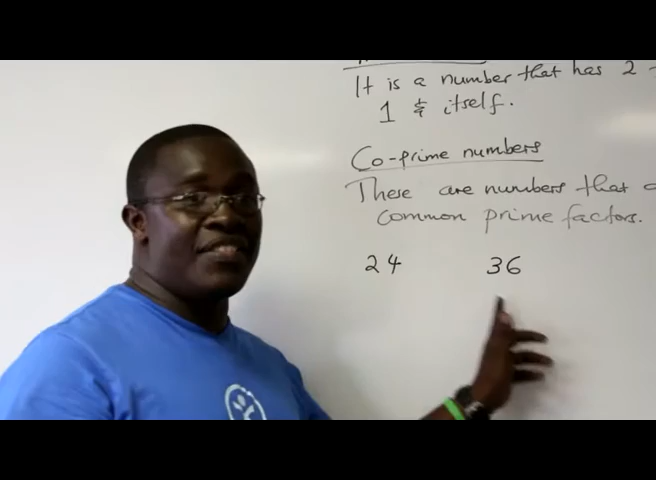 It is a number that has 2
1 & itself.
Co-prime numbers
These are numbers that
common prime factors.
24 36